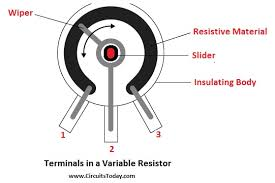 Wiper
Resistive Material
Slider
Insulating Body
1
2
3
Terminals in a Variable Resistor
www.CircuitsToday.com